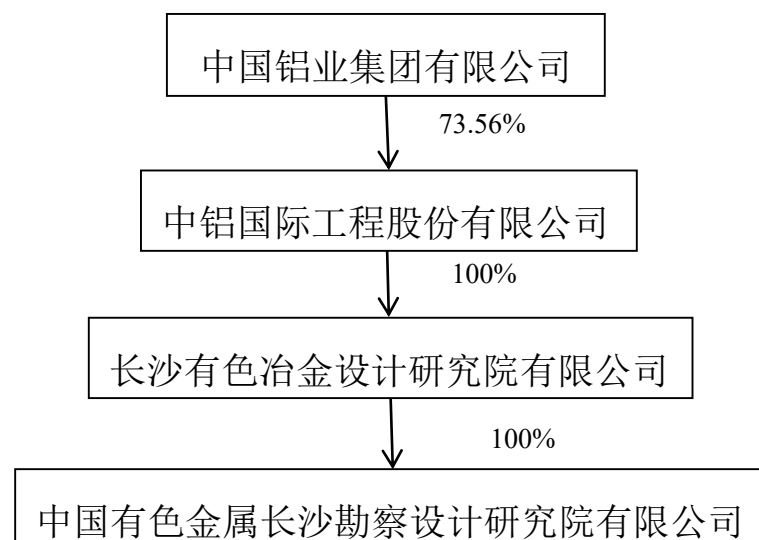 中国铝业集团有限公司
73.56%
中铝国际工程股份有限公司
100%
长沙有色冶金设计研究院有限公司
100%
中国有色金属长沙勘察设计研究院有限公司